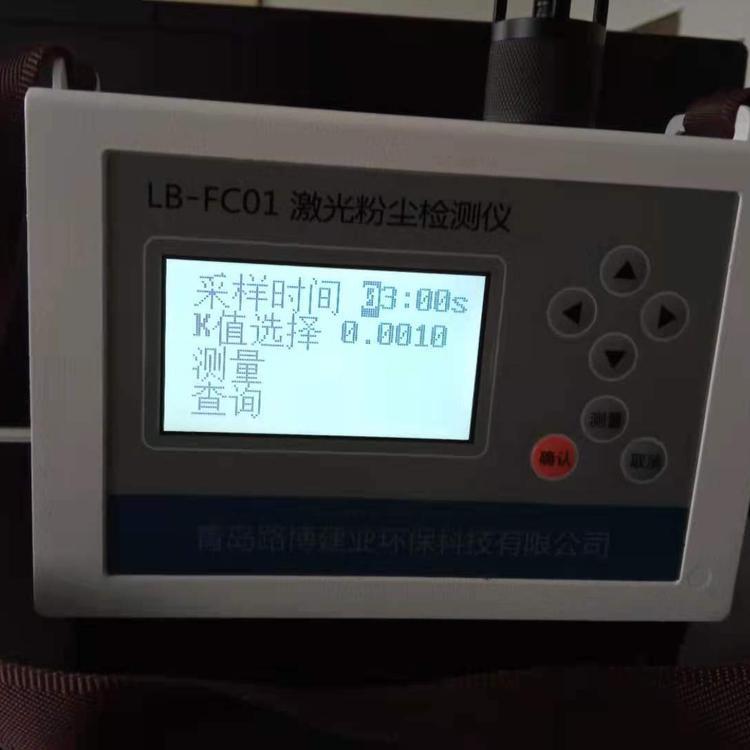 LB-FC01 激光粉尘检测仪
采样时间 03:00s
K值选择 0.0010
测量
查询
测量
确认
取消
青岛路博建业环保科技有限公司